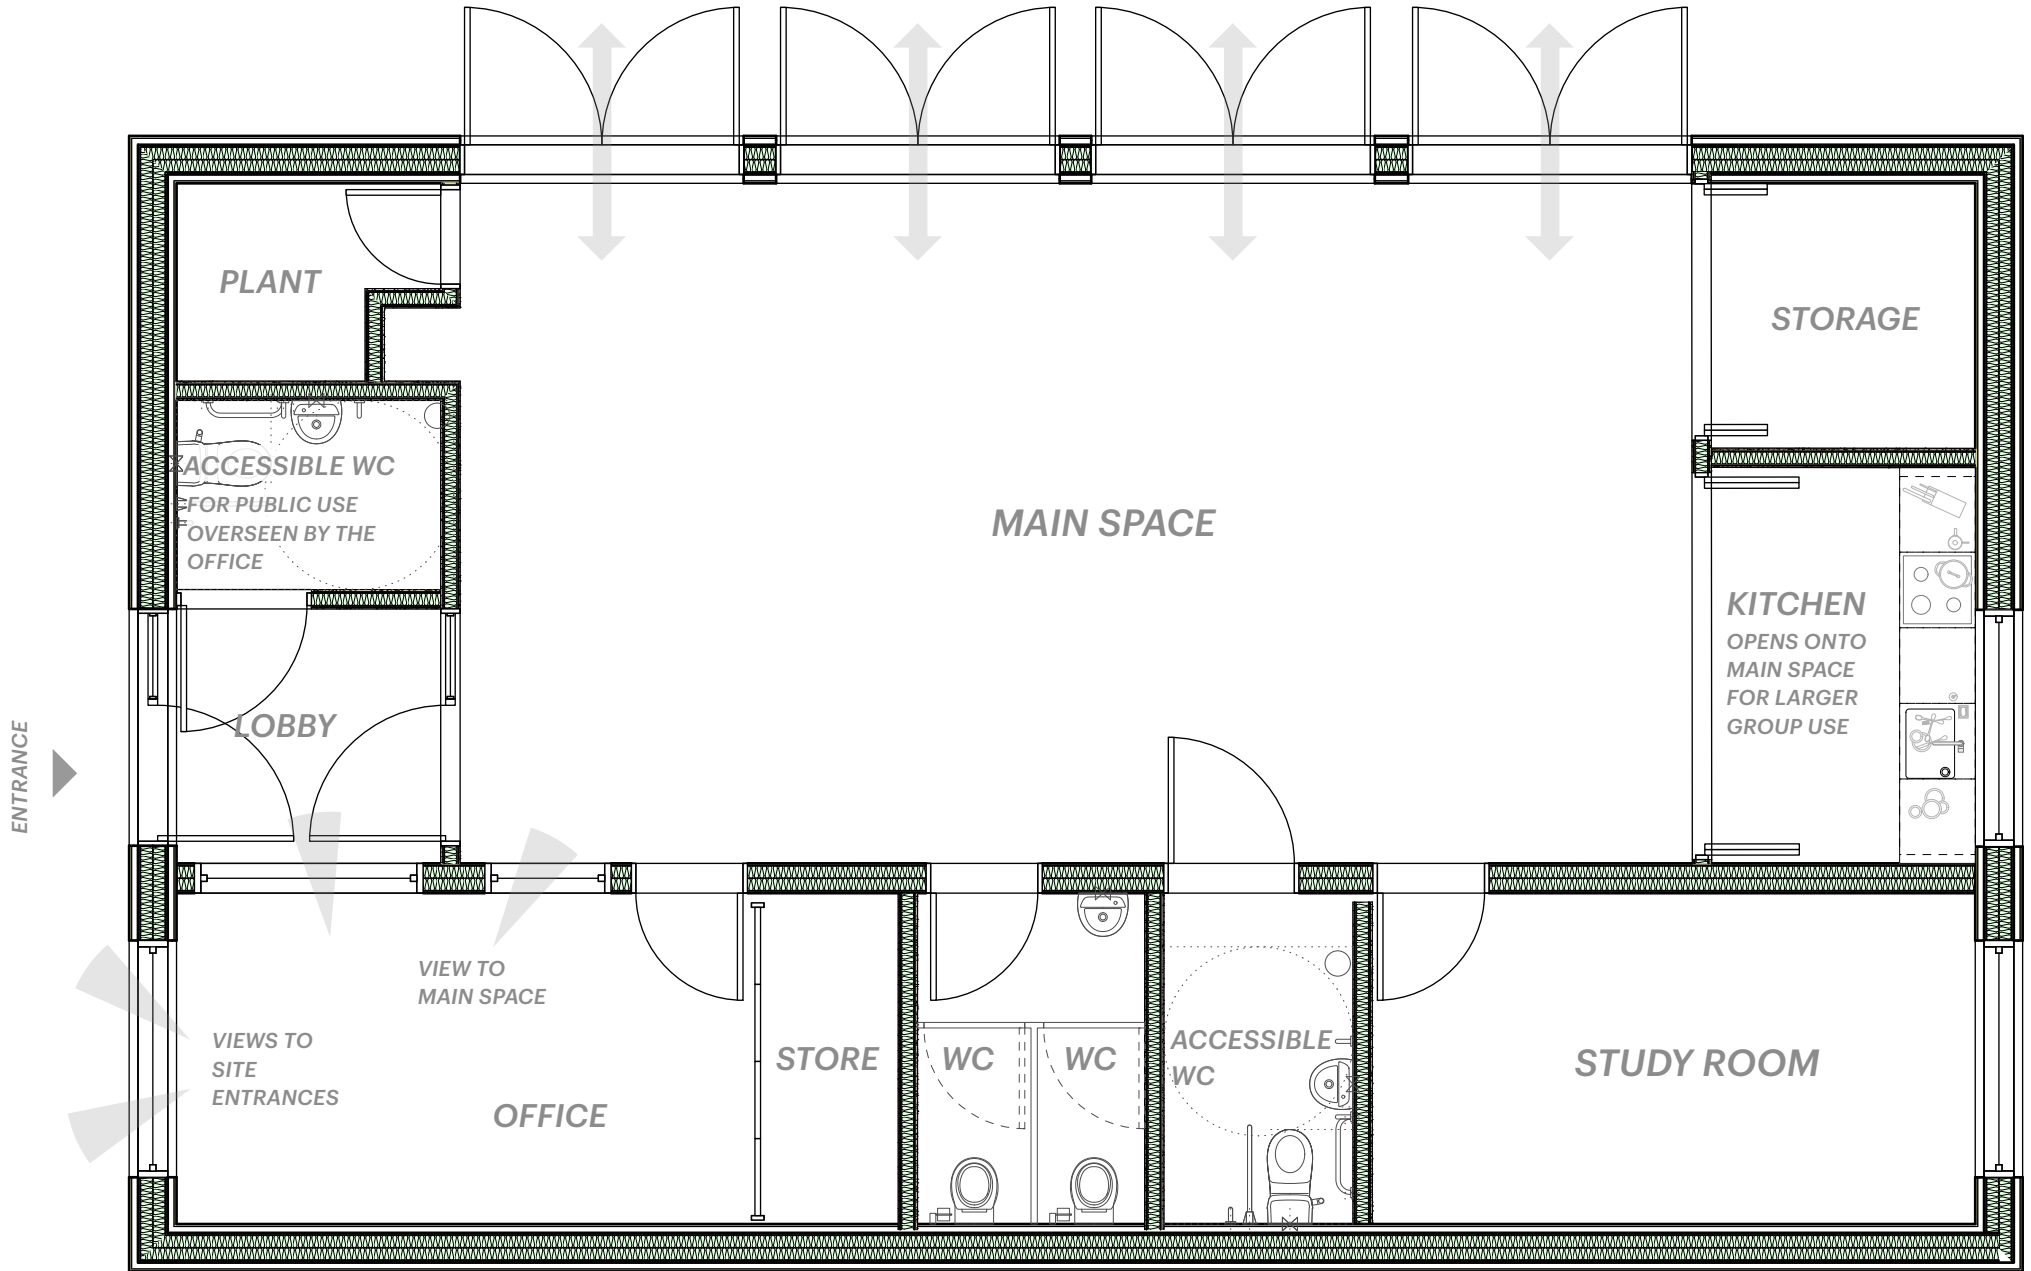 PLANT
STORAGE
ACCESSIBLE WC
FOR PUBLIC USE
OVERSEEN BY THE
OFFICE
MAIN SPACE
KITCHEN
OPENS ONTO
MAIN SPACE
FOR LARGER
GROUP USE
LOBBY
ENTRANCE
VIEW TO
MAIN SPACE
VIEWS TO
SITE
ENTRANCES
OFFICE
STORE
WC
WC
ACCESSIBLE
WC
STUDY ROOM